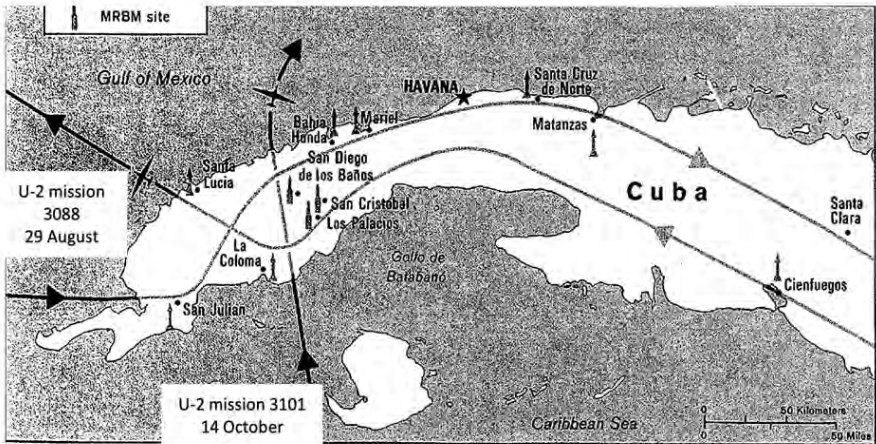 MRBM site
Gulf of Mexico
HAVANA
Santa Cruz
de Norte
Bahia
Honda
Mariel
Matanzas
San Diego
de los Baños
Santa
Lucia
U-2 mission
3088
29 August
Cuba
San Cristobal
Los Palacios
Santa
Clara
La
Coloma
Golfo de
Batabanó
Cienfuegos
San Julian
U-2 mission 3101
14 October
Caribbean Sea
0 50 Kilometers
0 50 Miles